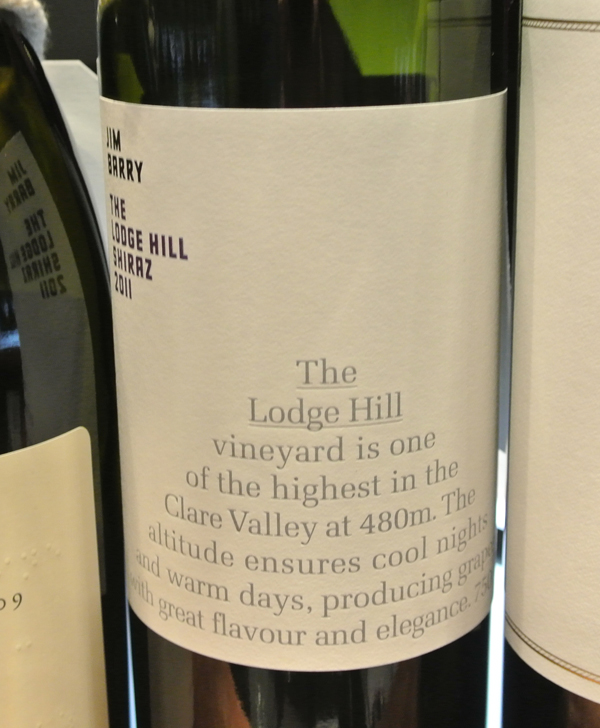 JIM
BARRY
THE
LODGE HILL
SHIRAZ
2011
The
Lodge Hill
vineyard is one
of the highest in the
Clare Valley at 480m. The
altitude ensures cool nights
and warm days, producing
with great flavour and elegance.